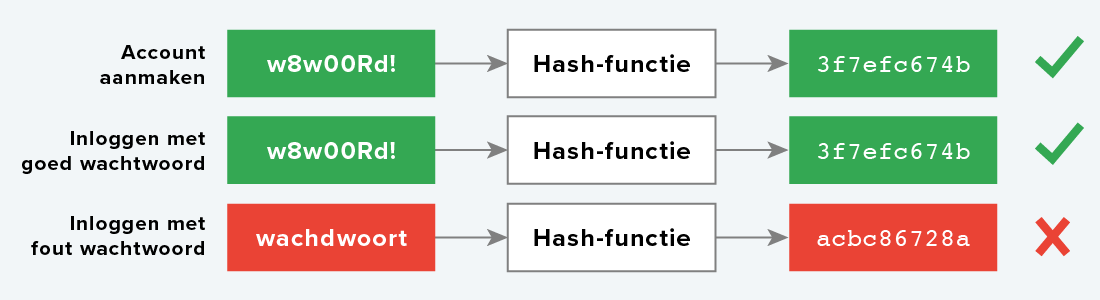 Account
aanmaken
w8w00Rd!
Hash-functie
3f7efc674b
Inloggen met
goed wachtwoord
w8w00Rd!
Hash-functie
3f7efc674b
Inloggen met
fout wachtwoord
wachdwoort
Hash-functie
acbc86728a